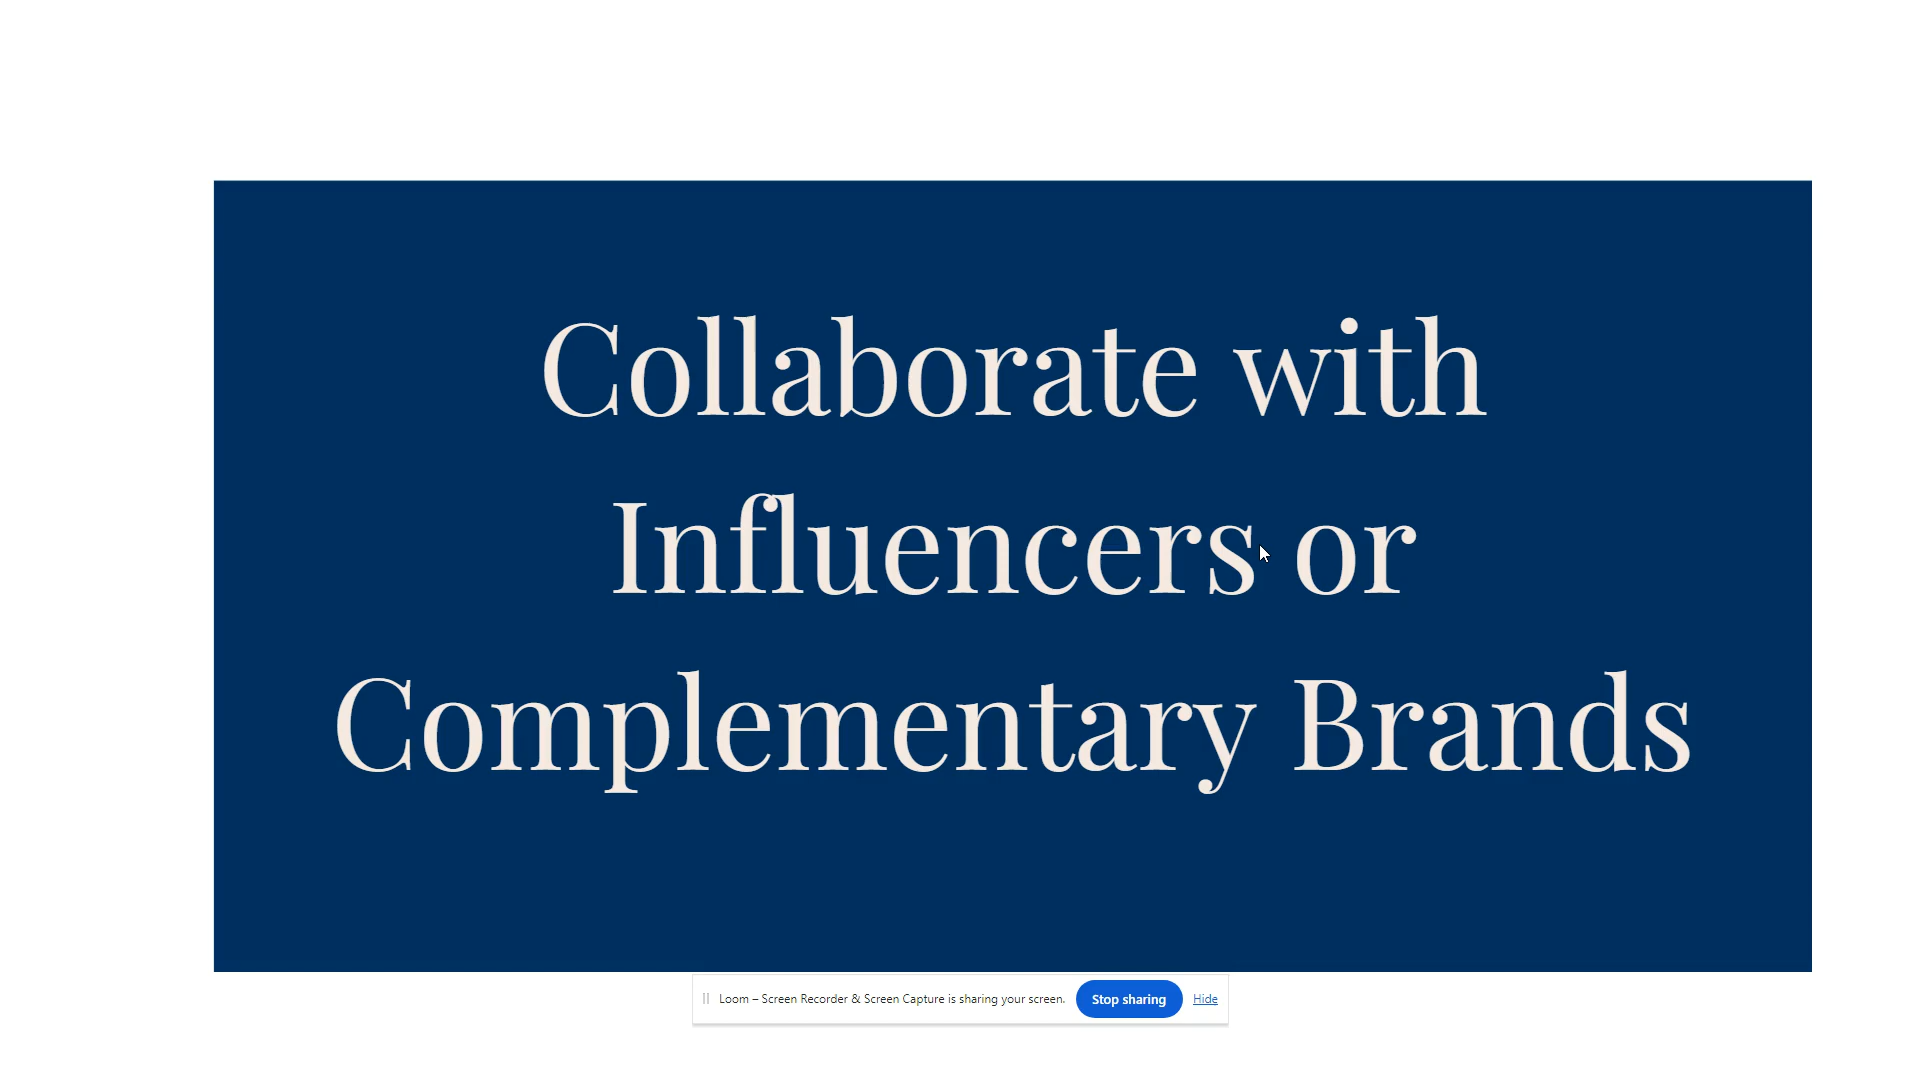 Collaborate with
Influencers or
Complementary Brands
Loom – Screen Recorder & Screen Capture is sharing your screen. Stop sharing Hide